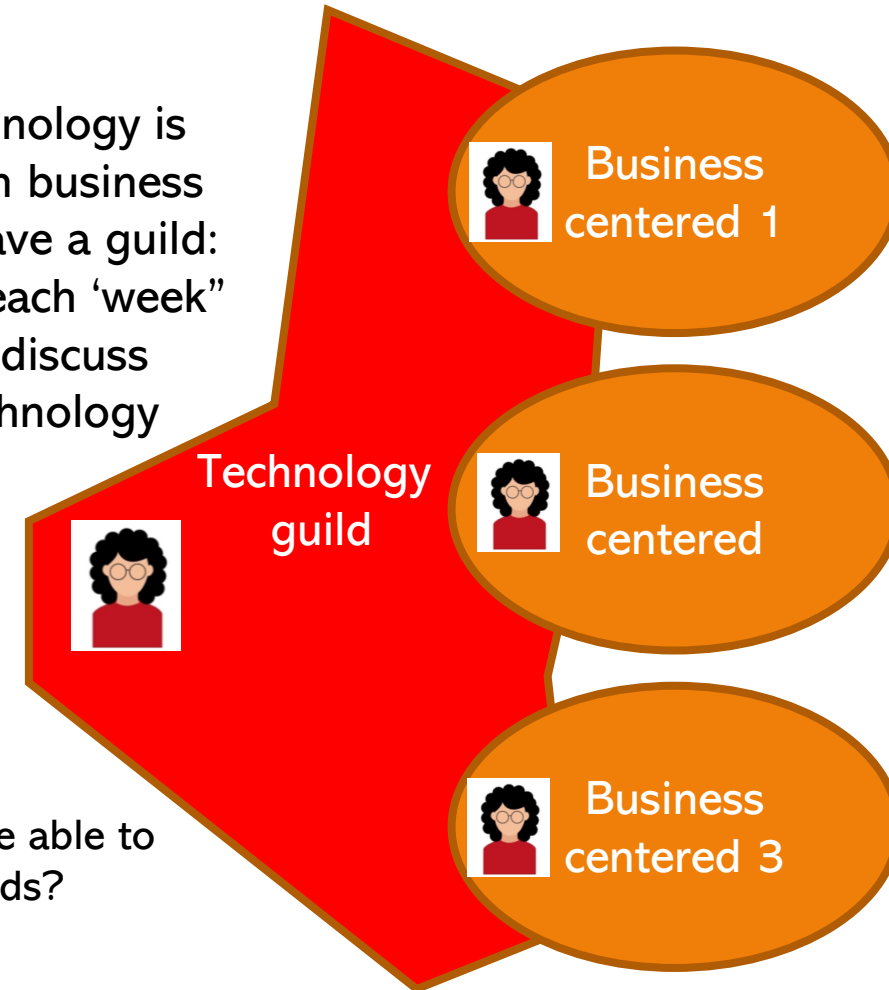 nology is
n business
ave a guild:
each ‘week”
discuss
hnology
Technology
guild
Business
centered 1
Business
centered
Business
centered 3
e able to
ds?